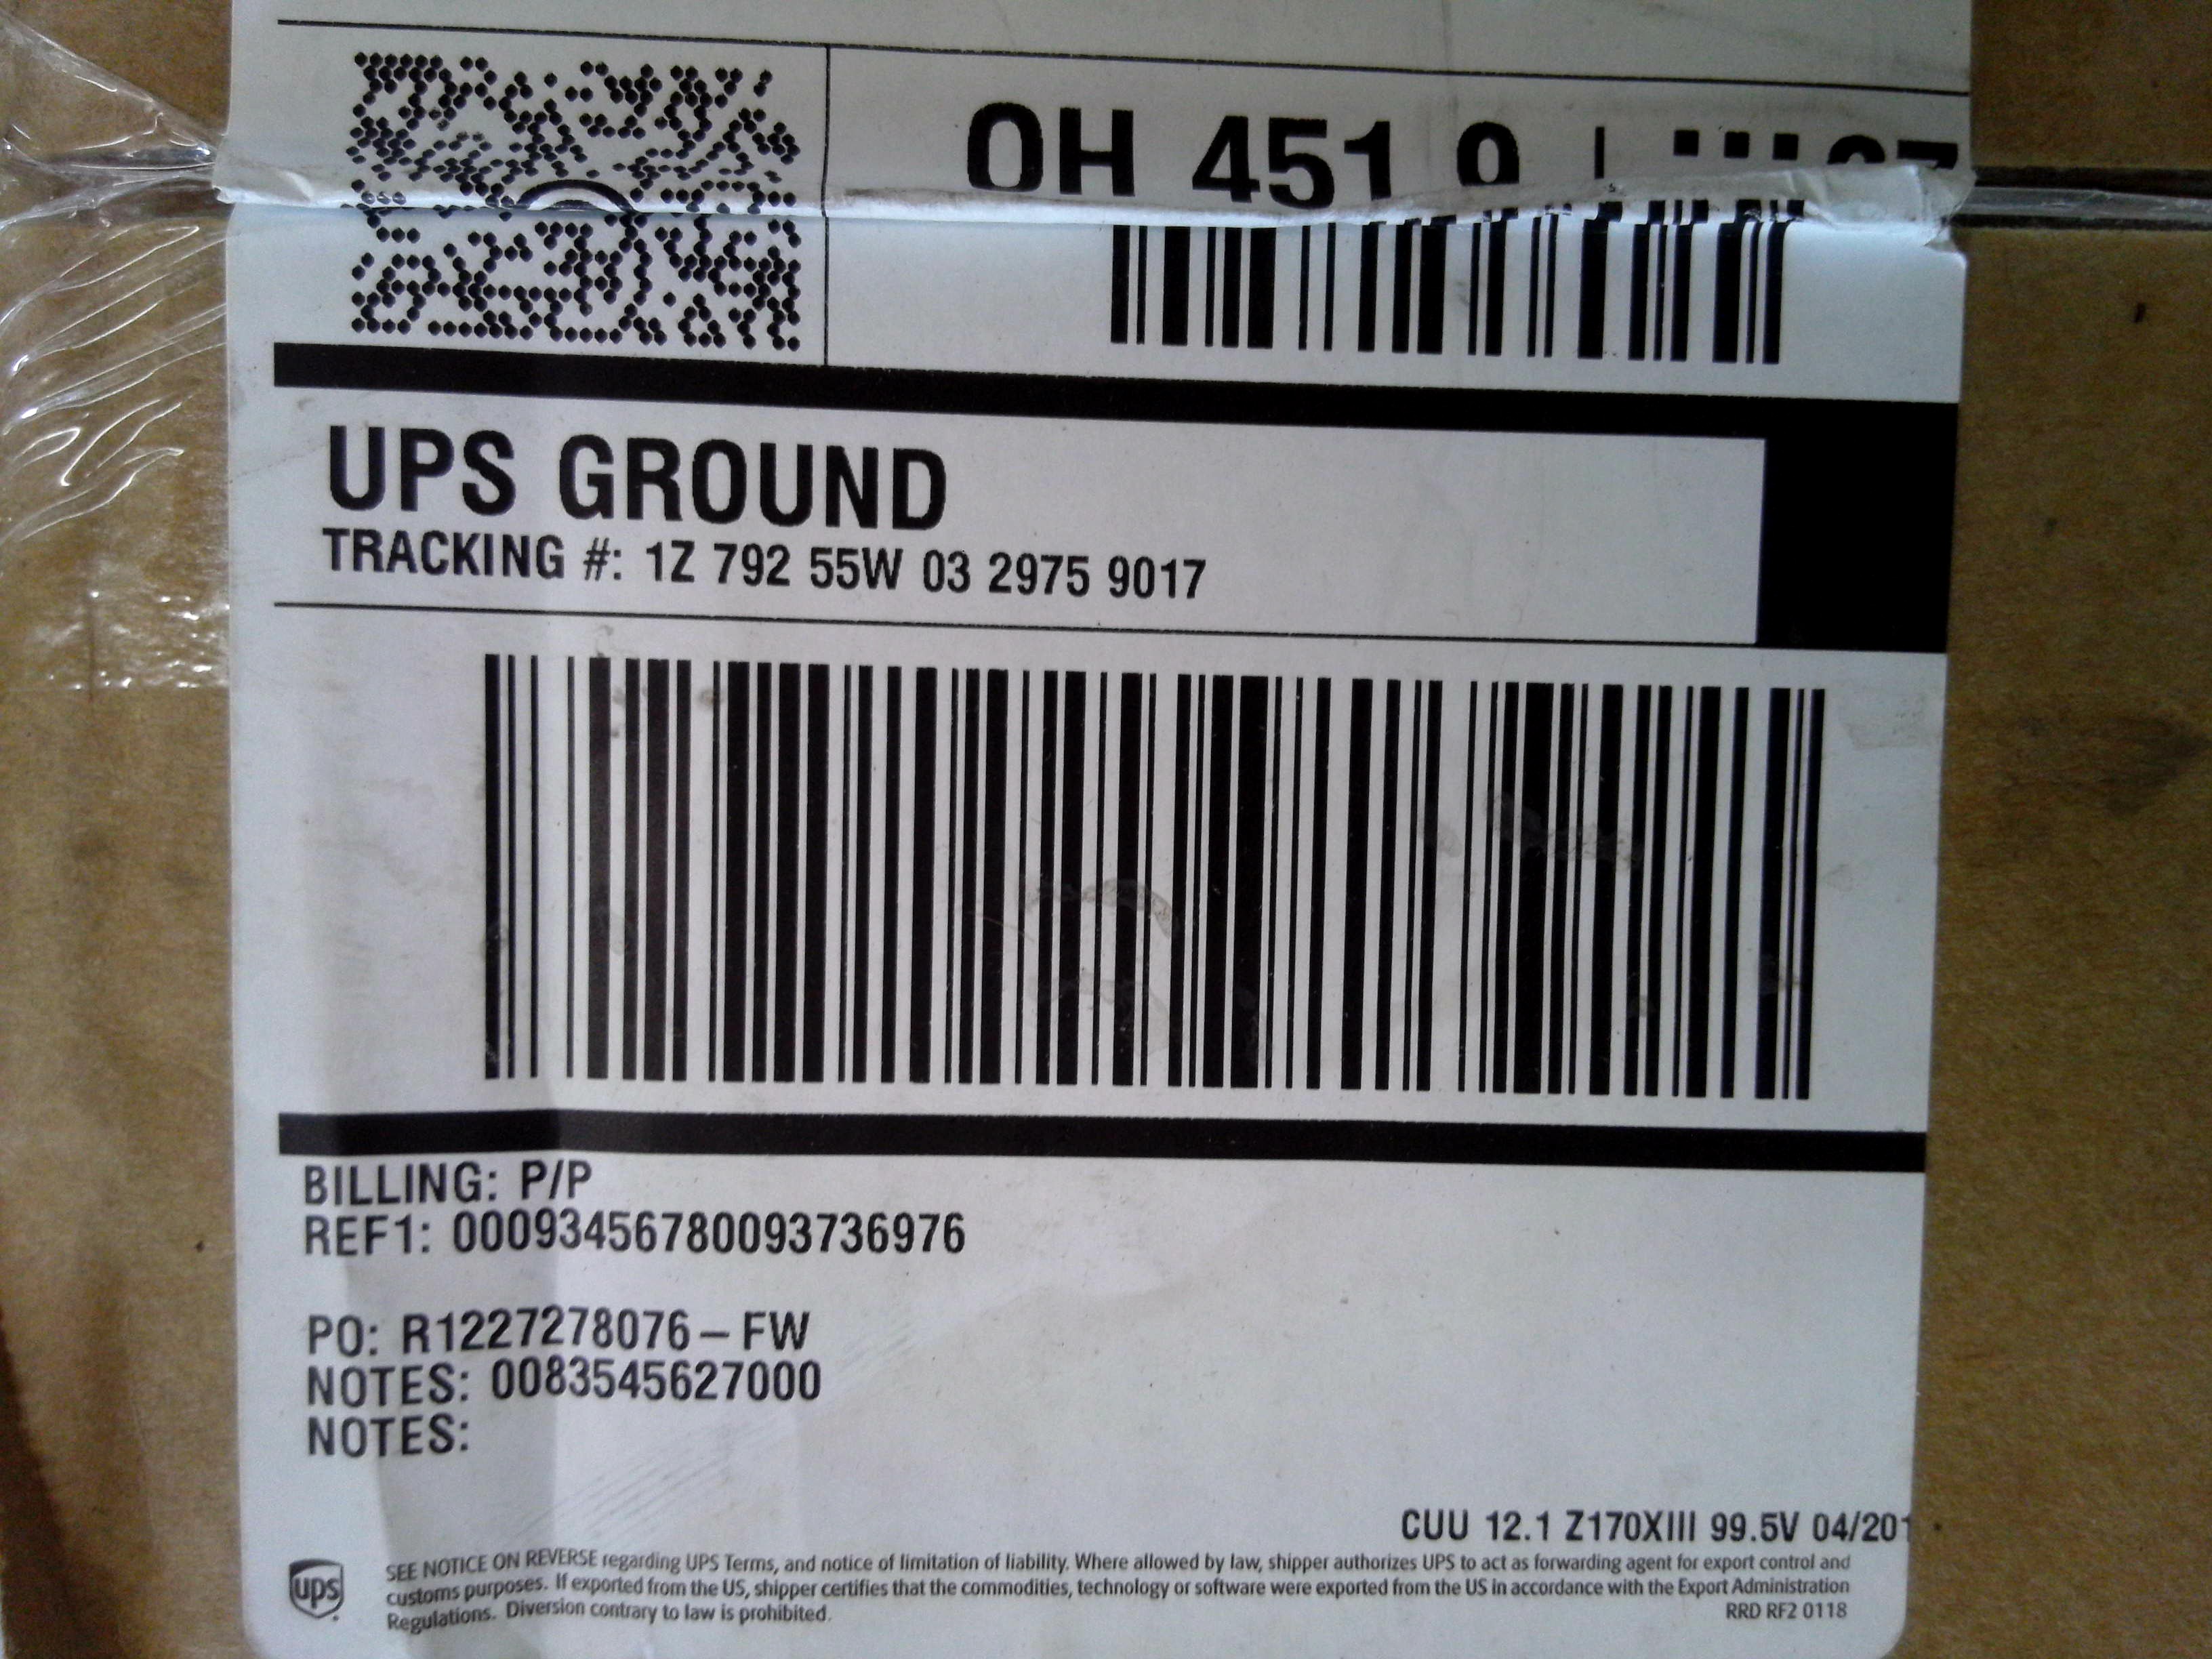 OH 451 9
UPS GROUND
TRACKING #: 1Z 792 55W 03 2975 9017
BILLING: P/P
REF1: 00093456780093736976
PO: R1227278076-FW
NOTES: 0083545627000
NOTES:
CUU 12.1 Z170XIII 99.5V 04/201
ups
SEE NOTICE ON REVERSE regarding UPS Terms, and notice of limitation of liability. Where allowed by law, shipper authorizes UPS to act as forwarding agent for export control and
customs purposes. If exported from the US, shipper certifies that the commodities, technology or software were exported from the US in accordance with the Export Administration
Regulations. Diversion contrary to law is prohibited.
RRD RF2 0118